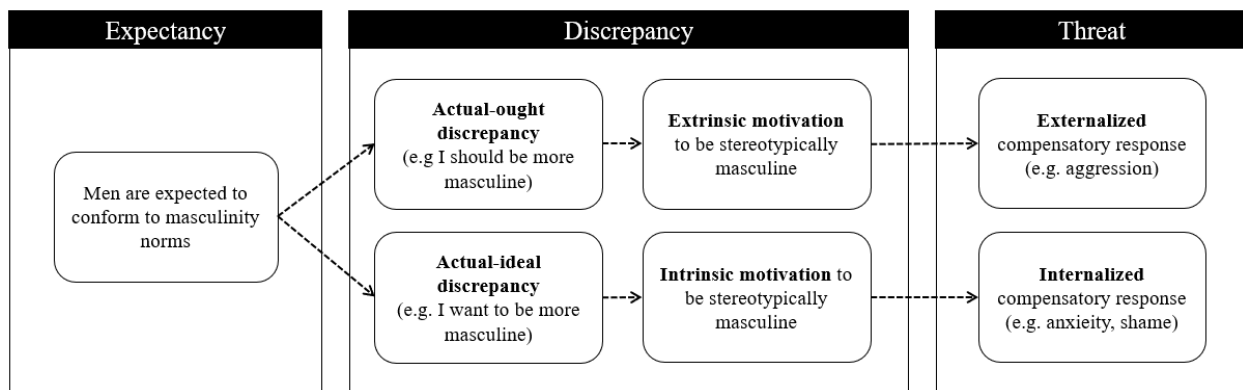 Expectancy
Discrepancy
Threat
Men are expected to
conform to masculinity
norms
Actual-ought
discrepancy
(e.g I should be more
masculine)
Extrinsic motivation
to be stereotypically
masculine
Externalized
compensatory response
(e.g. aggression)
Actual-ideal
discrepancy
(e.g. I want to be more
masculine)
Intrinsic motivation to
be stereotypically
masculine
Internalized
compensatory response
(e.g. anxieity, shame)